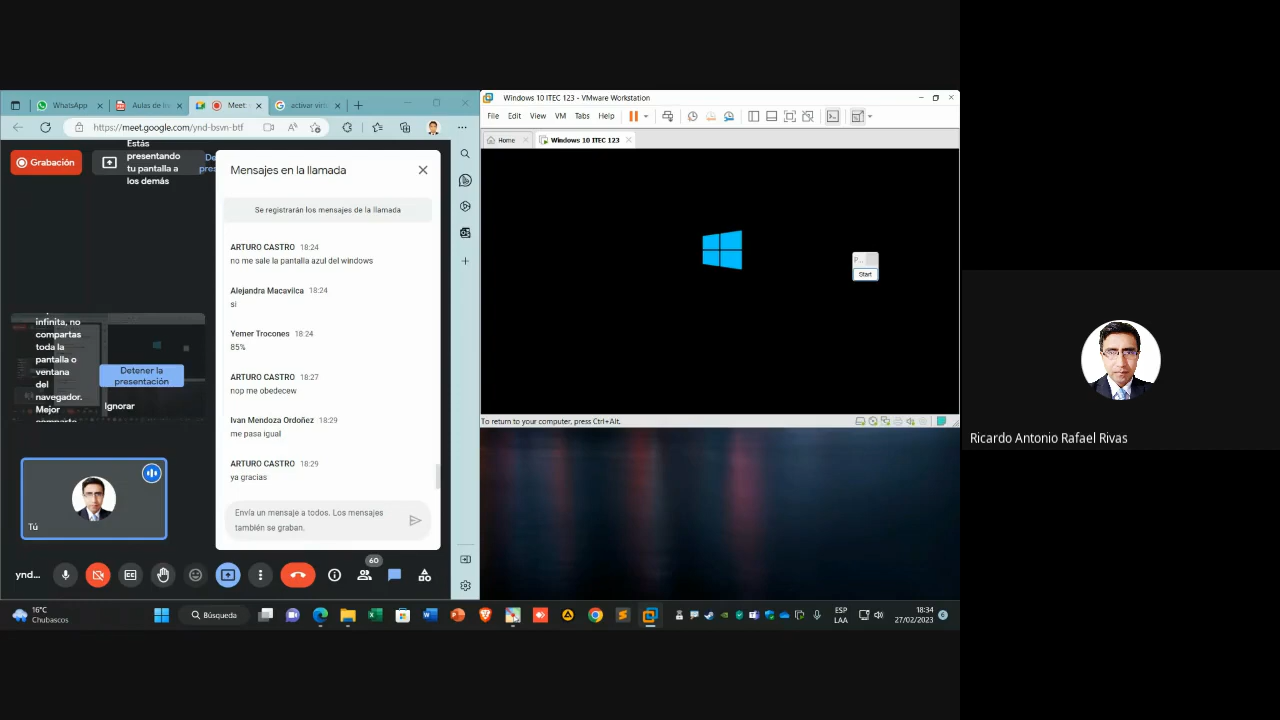 WhatsApp
Aulas de In
Meet:
activar virtu
https://meet.google.com/ynd-bsvn-btf
Grabación
Estás
presentando
tu pantalla a
los demás
De
pres
Mensajes en la llamada
Se registrarán los mensajes de la llamada
ARTURO CASTRO 18:24
no me sale la pantalla azul del windows
Alejandra Macavilca 18:24
si
Yemer Trocones 18:24
85%
ARTURO CASTRO 18:27
nop me obedecew
Ivan Mendoza Ordoñez 18:29
me pasa igual
ARTURO CASTRO 18:29
ya gracias
Envía un mensaje a todos. Los mensajes
también se graban.
infinita, no
compartas
toda la
pantalla o
ventana
del
navegador.
Mejor
Detener la
presentación
Ignorar
Tú
ynd...
60
Windows 10 ITEC 123 - VMware Workstation
File Edit View VM Tabs Help
Home
Windows 10 ITEC 123
P...
Start
To return to your computer, press Ctrl+Alt.
16°C
Chubascos
Búsqueda
ESP
LAA
18:34
27/02/2023
Ricardo Antonio Rafael Rivas